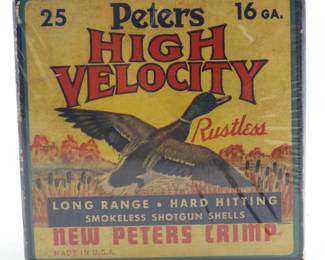 25 Peters 16 GA.
HIGH
VELOCITY
Rustless
LONG RANGE • HARD HITTING
SMOKELESS SHOTGUN SHELLS
NEW PETERS CRIMP
MADE IN U.S.A.